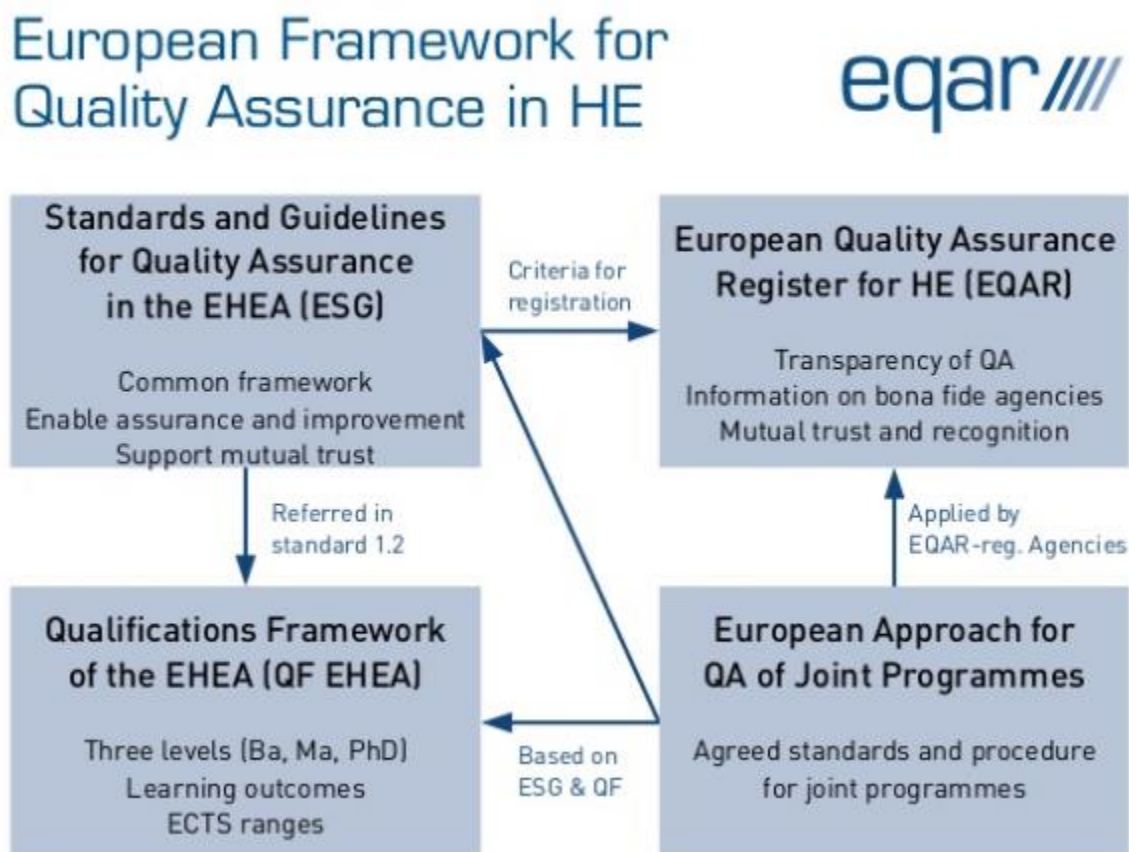 European Framework for
Quality Assurance in HE
eqar
Standards and Guidelines
for Quality Assurance
in the EHEA (ESG)
Common framework
Enable assurance and improvement
Support mutual trust
Criteria for
registration
European Quality Assurance
Register for HE (EQAR)
Transparency of QA
Information on bona fide agencies
Mutual trust and recognition
Referred in
standard 1.2
Applied by
EQAR-reg. Agencies
Qualifications Framework
of the EHEA (QF EHEA)
Three levels (Ba, Ma, PhD)
Learning outcomes
ECTS ranges
Based on
ESG & QF
European Approach for
QA of Joint Programmes
Agreed standards and procedure
for joint programmes